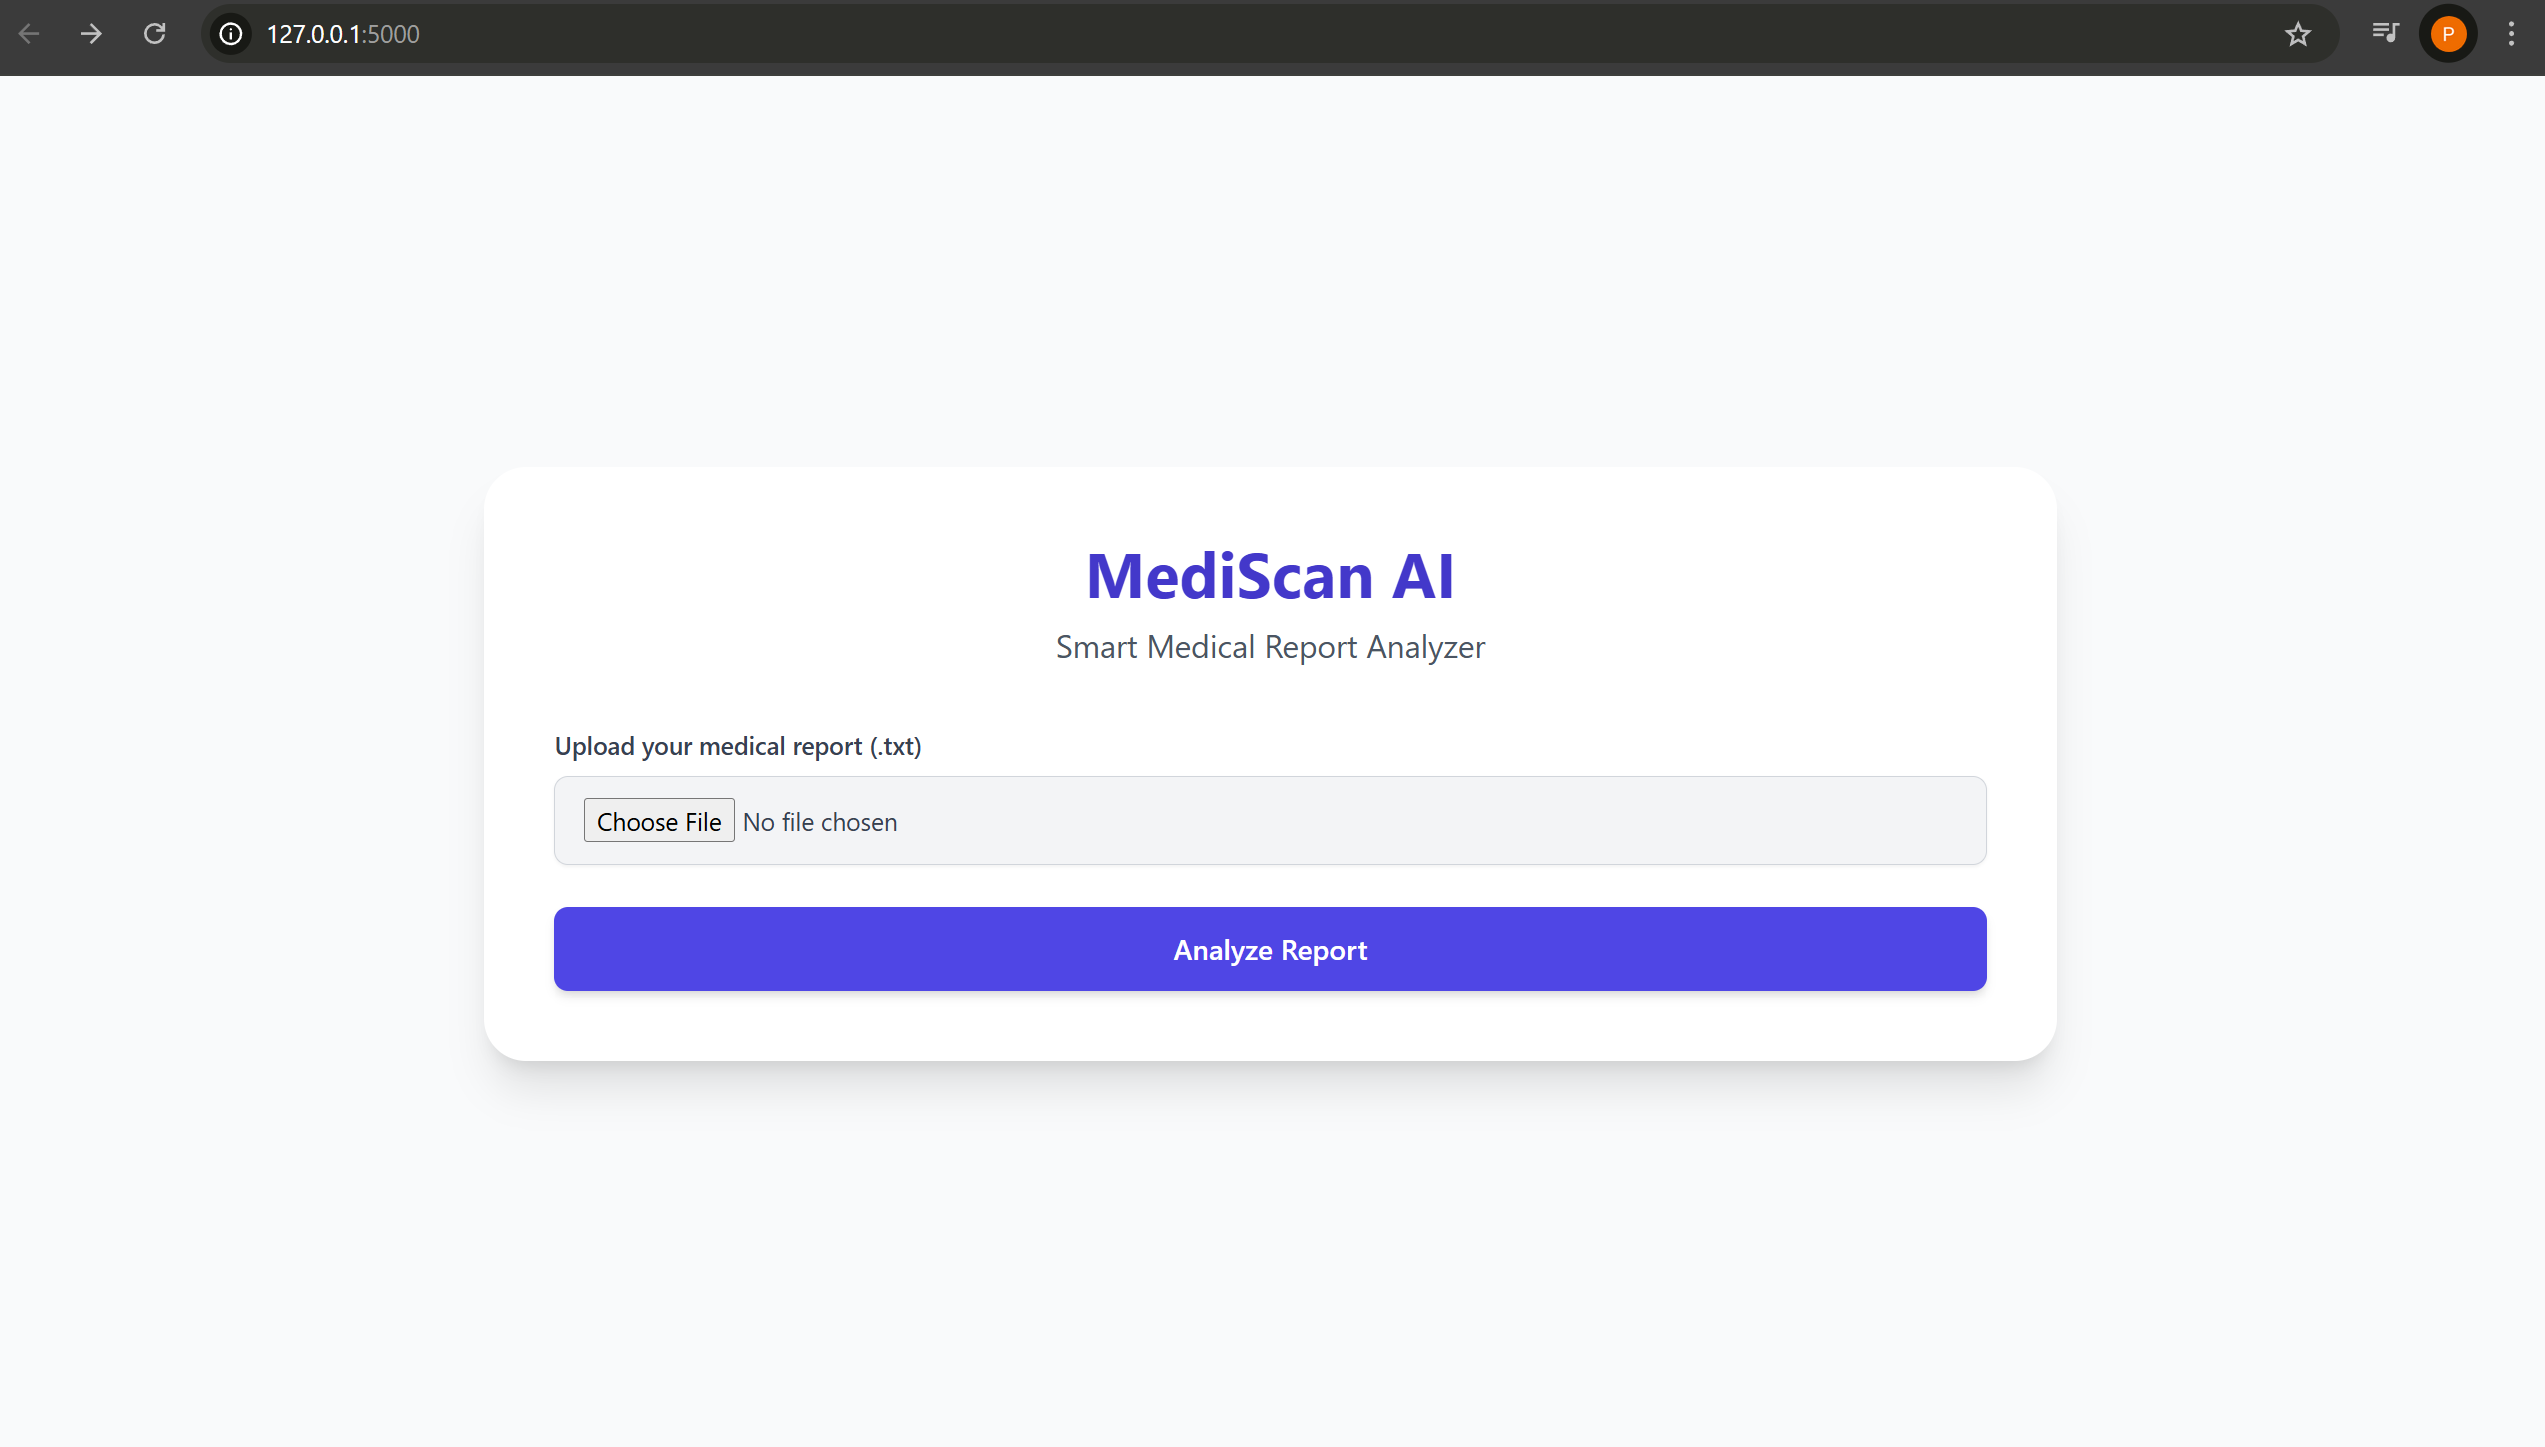 127.0.0.1:5000
P
MediScan AI
Smart Medical Report Analyzer
Upload your medical report (.txt)
Choose File No file chosen
Analyze Report